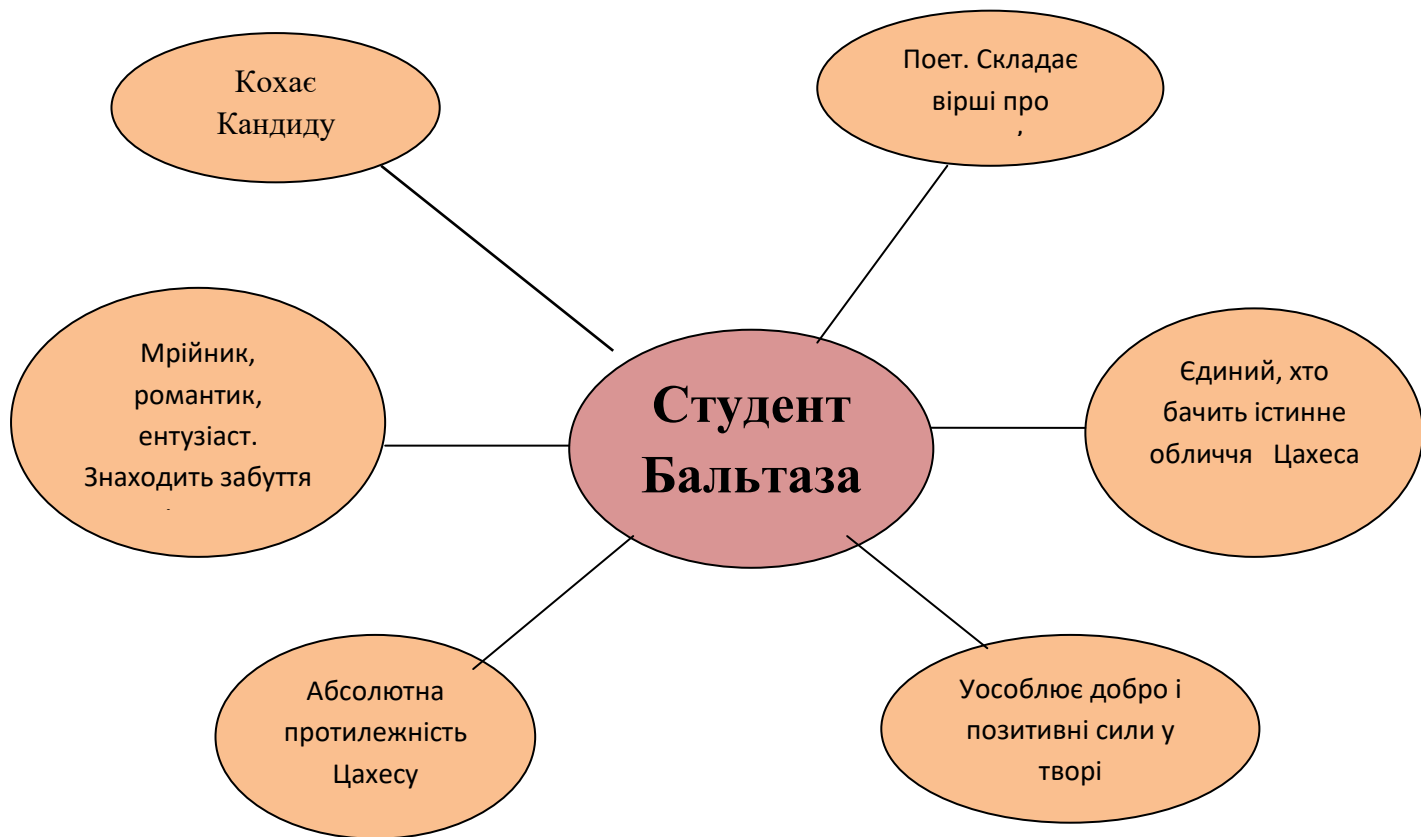 Кохає
Кандиду
Поет. Складає
вірші про
Мрійник,
романтик,
ентузіаст.
Знаходить забуття
Студент
Бальтаза
Єдиний, хто
бачить істинне
обличчя Цахеса
Абсолютна
протилежність
Цахесу
Уособлює добро і
позитивні сили у
творі